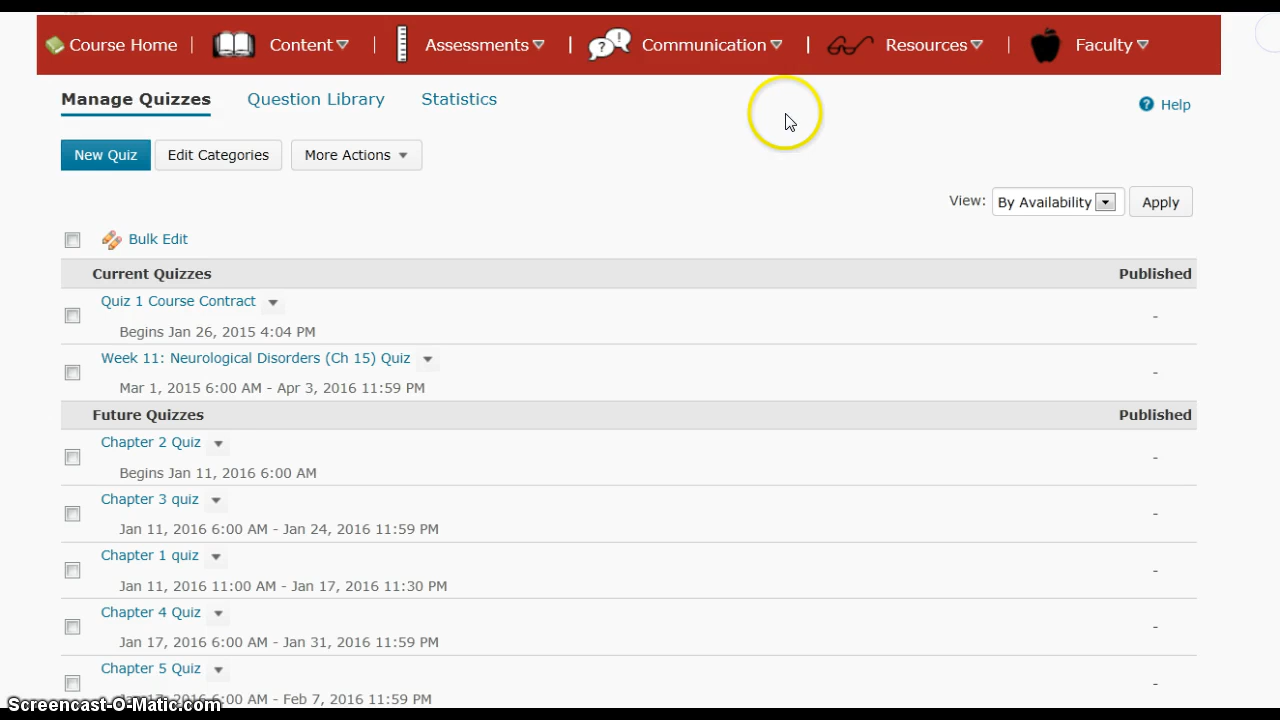 Course Home | Content | Assessments | Communication | Resources | Faculty
Manage Quizzes Question Library Statistics
Help
New Quiz Edit Categories More Actions
View: By Availability Apply
Bulk Edit
Current Quizzes Published
Quiz 1 Course Contract
Begins Jan 26, 2015 4:04 PM -
Week 11: Neurological Disorders (Ch 15) Quiz
Mar 1, 2015 6:00 AM - Apr 3, 2016 11:59 PM -
Future Quizzes Published
Chapter 2 Quiz
Begins Jan 11, 2016 6:00 AM -
Chapter 3 quiz
Jan 11, 2016 6:00 AM - Jan 24, 2016 11:59 PM -
Chapter 1 quiz
Jan 11, 2016 11:00 AM - Jan 17, 2016 11:30 PM -
Chapter 4 Quiz
Jan 17, 2016 6:00 AM - Jan 31, 2016 11:59 PM -
Chapter 5 Quiz
2016 6:00 AM - Feb 7, 2016 11:59 PM -
Screencast-O-Matic.com